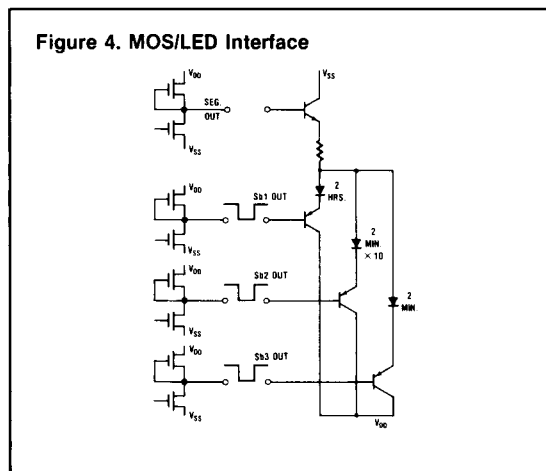 Figure 4. MOS/LED Interface
VDD
VSS
SEG.
OUT
VSS
VDD
Sb1 OUT
2
HRS.
VSS
2
MIN.
× 10
VDD
Sb2 OUT
2
MIN.
VSS
VDD
Sb3 OUT
VSS
VDD